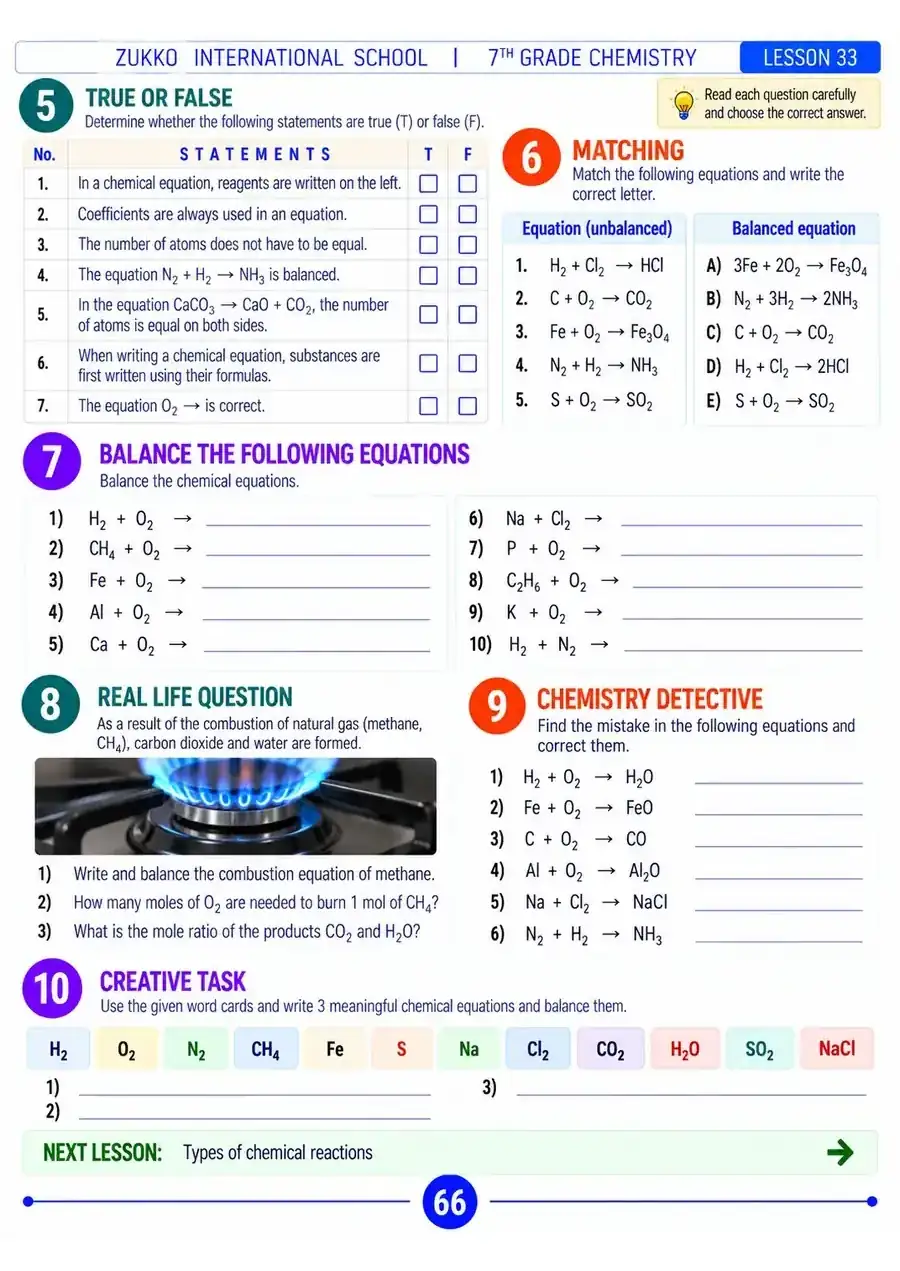 ZUKKO INTERNATIONAL SCHOOL | 7TH GRADE CHEMISTRY LESSON 33
5 TRUE OR FALSE
Determine whether the following statements are true (T) or false (F).
Read each question carefully
and choose the correct answer.
No. STATEMENTS T F
1. In a chemical equation, reagents are written on the left.
2. Coefficients are always used in an equation.
3. The number of atoms does not have to be equal.
4. The equation N₂ + H₂ → NH₃ is balanced.
5. In the equation CaCO₃ → CaO + CO₂, the number
of atoms is equal on both sides.
6. When writing a chemical equation, substances are
first written using their formulas.
7. The equation O₂ → is correct.
6 MATCHING
Match the following equations and write the
correct letter.
Equation (unbalanced) Balanced equation
1. H₂ + Cl₂ → HCl A) 3Fe + 2O₂ → Fe₃O₄
2. C + O₂ → CO₂ B) N₂ + 3H₂ → 2NH₃
3. Fe + O₂ → Fe₃O₄ C) C + O₂ → CO₂
4. N₂ + H₂ → NH₃ D) H₂ + Cl₂ → 2HCl
5. S + O₂ → SO₂ E) S + O₂ → SO₂
7 BALANCE THE FOLLOWING EQUATIONS
Balance the chemical equations.
1) H₂ + O₂ →
2) CH₄ + O₂ →
3) Fe + O₂ →
4) Al + O₂ →
5) Ca + O₂ →
6) Na + Cl₂ →
7) P + O₂ →
8) C₂H₆ + O₂ →
9) K + O₂ →
10) H₂ + N₂ →
8 REAL LIFE QUESTION
As a result of the combustion of natural gas (methane,
CH₄), carbon dioxide and water are formed.
1) Write and balance the combustion equation of methane.
2) How many moles of O₂ are needed to burn 1 mol of CH₄?
3) What is the mole ratio of the products CO₂ and H₂O?
9 CHEMISTRY DETECTIVE
Find the mistake in the following equations and
correct them.
1) H₂ + O₂ → H₂O
2) Fe + O₂ → FeO
3) C + O₂ → CO
4) Al + O₂ → Al₂O
5) Na + Cl₂ → NaCl
6) N₂ + H₂ → NH₃
10 CREATIVE TASK
Use the given word cards and write 3 meaningful chemical equations and balance them.
H₂ O₂ N₂ CH₄ Fe S Na Cl₂ CO₂ H₂O SO₂ NaCl
1)
2)
3)
NEXT LESSON: Types of chemical reactions
66